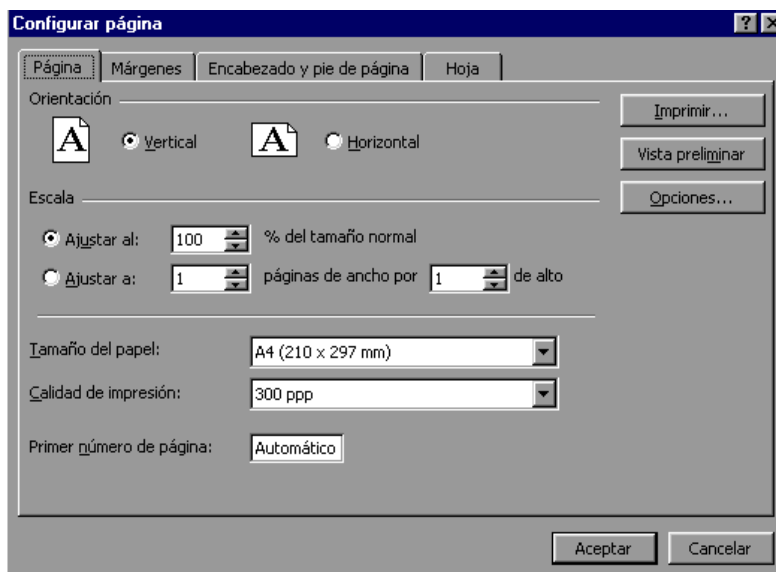 Configurar página
Página Márgenes Encabezado y pie de página Hoja
Orientación
A Vertical A Horizontal
Imprimir...
Vista preliminar
Opciones...
Escala
Ajustar al: 100 % del tamaño normal
Ajustar a: 1 páginas de ancho por 1 de alto
Tamaño del papel: A4 (210 x 297 mm)
Calidad de impresión: 300 ppp
Primer número de página: Automático
Aceptar Cancelar